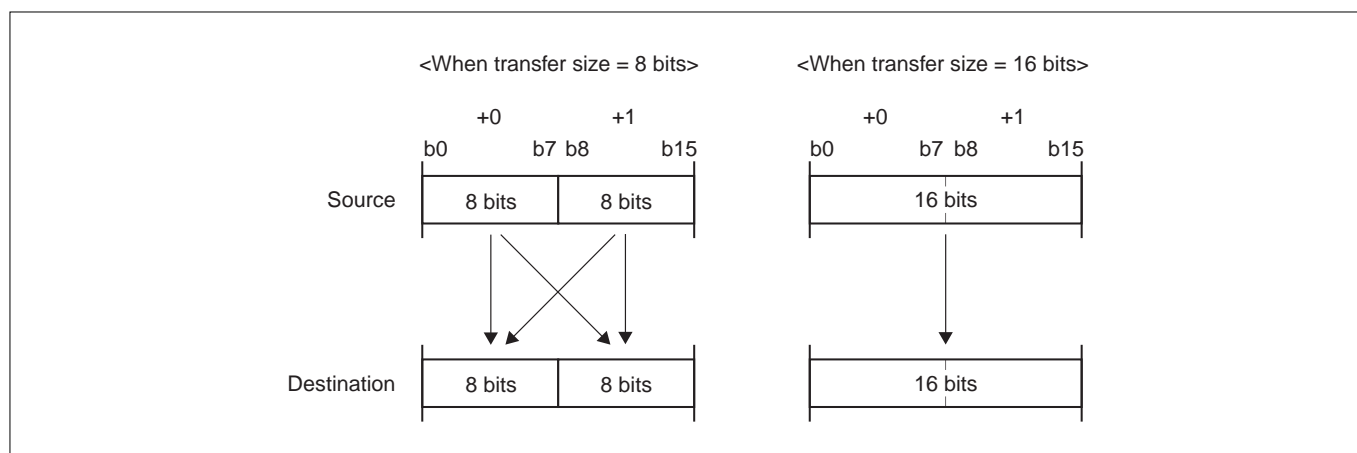 <When transfer size = 8 bits> <When transfer size = 16 bits>
+0 +1 +0 +1
b0 b7 b8 b15 b0 b7 b8 b15
Source 8 bits 8 bits 16 bits
Destination 8 bits 8 bits 16 bits